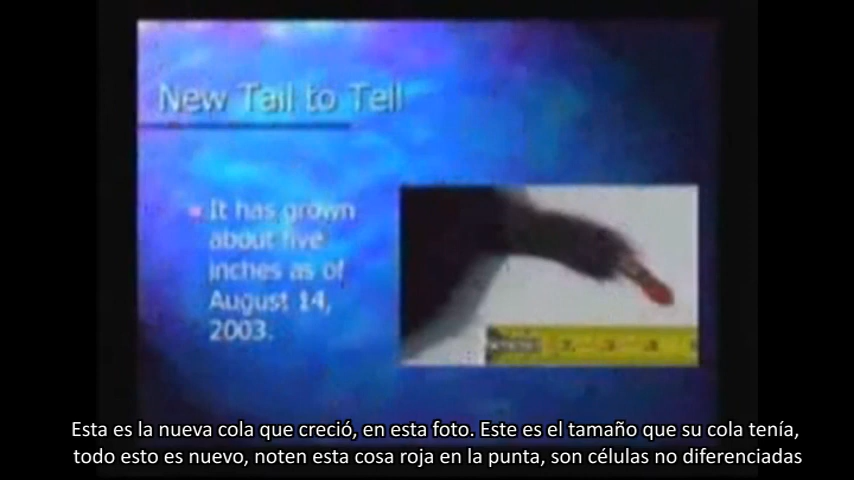 New Tail to Tell
It has grown
about five
inches as of
August 14,
2003.
Esta es la nueva cola que creció, en esta foto. Este es el tamaño que su cola tenía,
todo esto es nuevo, noten esta cosa roja en la punta, son células no diferenciadas